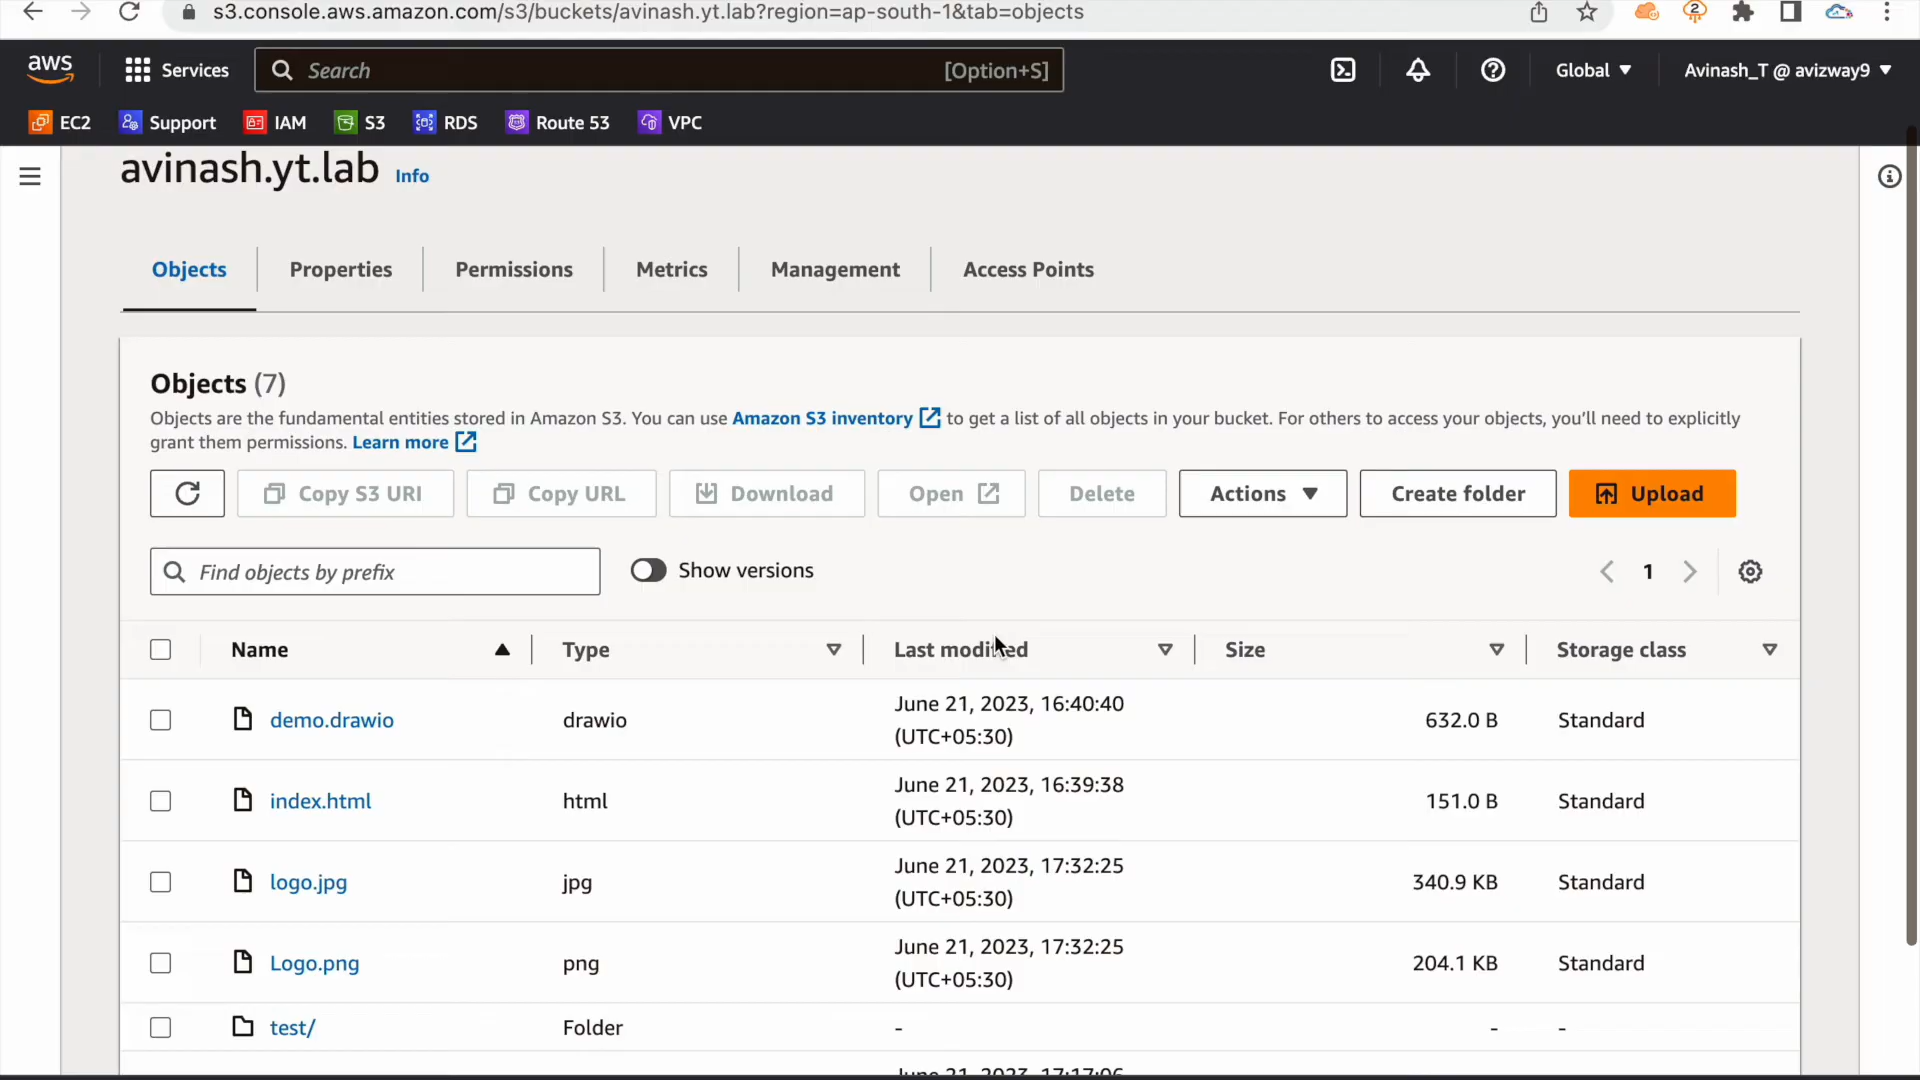 s3.console.aws.amazon.com/s3/buckets/avinash.yt.lab?region=ap-south-1&tab=objects
2
aws Services Search [Option+S] Global Avinash_T @ avizway9
EC2 Support IAM S3 RDS Route 53 VPC
avinash.yt.lab Info
Objects Properties Permissions Metrics Management Access Points
Objects (7)
Objects are the fundamental entities stored in Amazon S3. You can use Amazon S3 inventory to get a list of all objects in your bucket. For others to access your objects, you'll need to explicitly
grant them permissions. Learn more
Copy S3 URI Copy URL Download Open Delete Actions Create folder Upload
Find objects by prefix Show versions 1
Name Type Last modified Size Storage class
demo.drawio drawio June 21, 2023, 16:40:40 (UTC+05:30) 632.0 B Standard
index.html html June 21, 2023, 16:39:38 (UTC+05:30) 151.0 B Standard
logo.jpg jpg June 21, 2023, 17:32:25 (UTC+05:30) 340.9 KB Standard
Logo.png png June 21, 2023, 17:32:25 (UTC+05:30) 204.1 KB Standard
test/ Folder - - -
June 21, 2023, 17:17:06